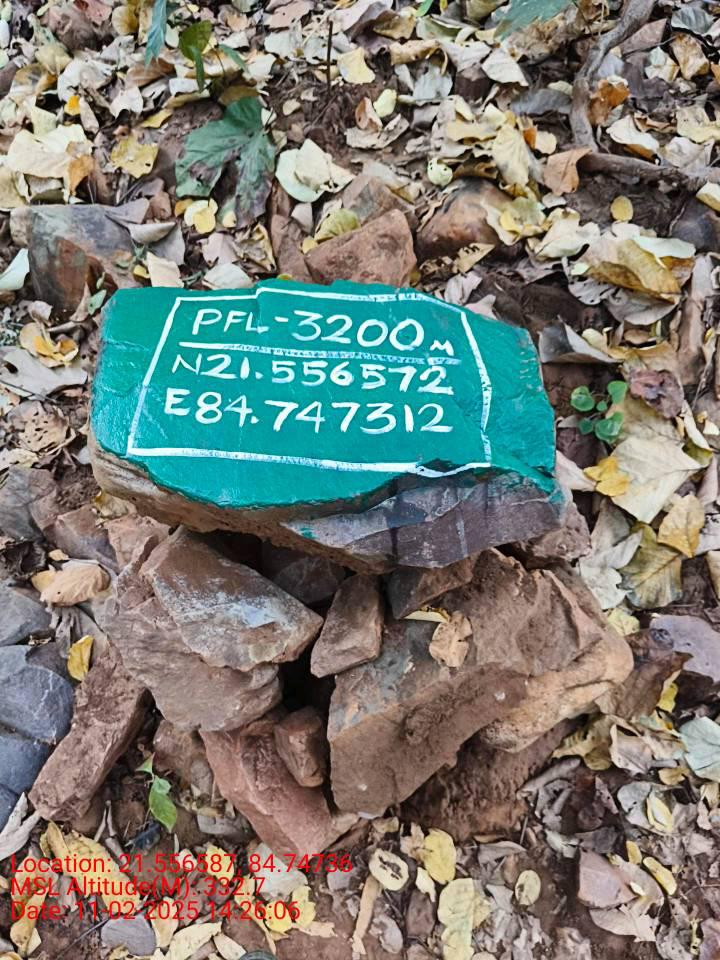 PFL-3200M
N21.556572
E84.747312
Location: 21.556587, 84.74736
MSL Altitude(M): 332.7
Date: 11-02-2025 14:26:06